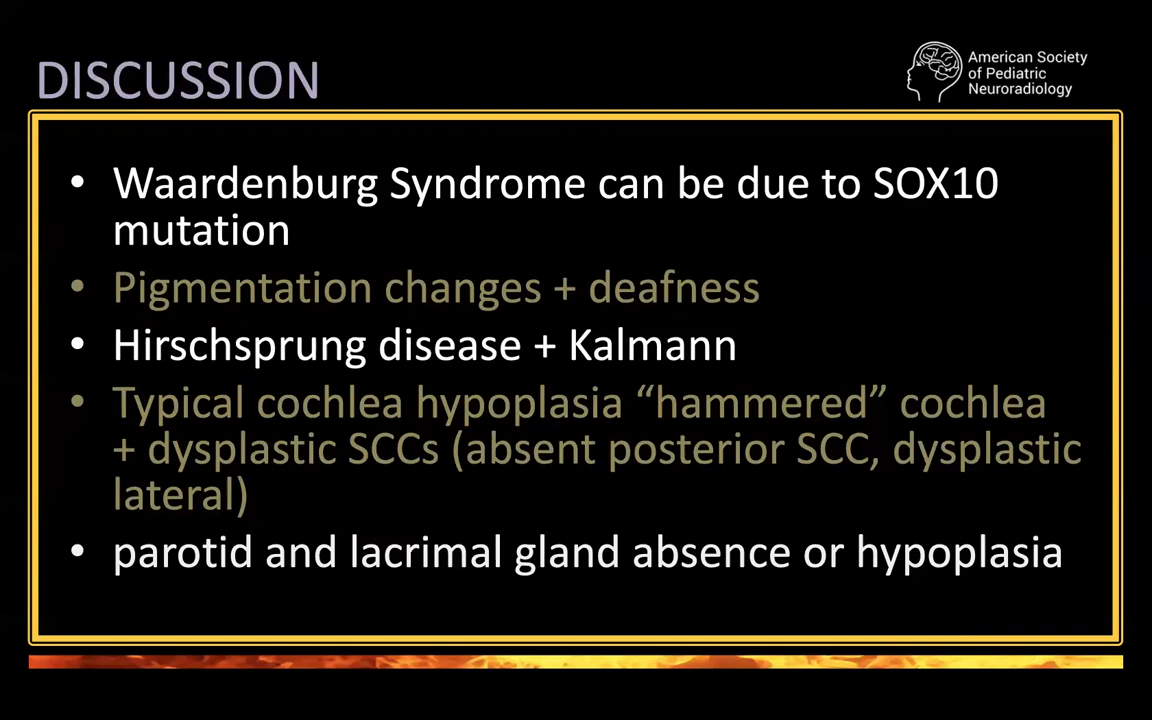 DISCUSSION
American Society
of Pediatric
Neuroradiology
• Waardenburg Syndrome can be due to SOX10
mutation
• Pigmentation changes + deafness
• Hirschsprung disease + Kalmann
• Typical cochlea hypoplasia “hammered” cochlea
+ dysplastic SCCs (absent posterior SCC, dysplastic
lateral)
• parotid and lacrimal gland absence or hypoplasia